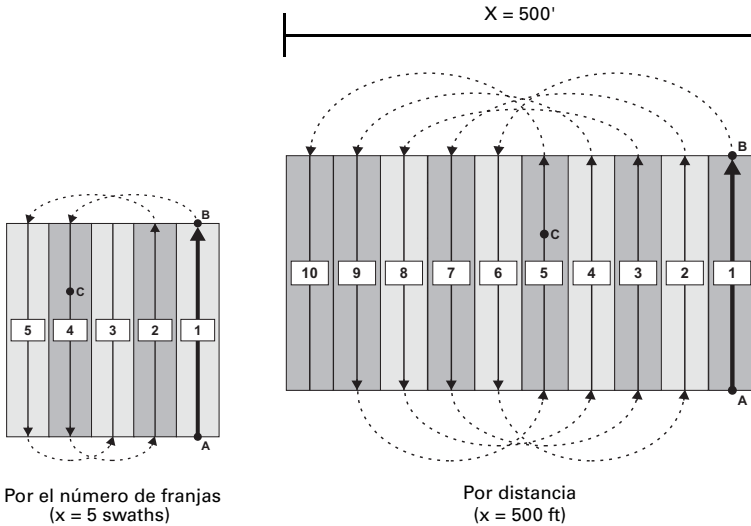 X = 500'
B
C
10 9 8 7 6 5 4 3 2 1
A
B
C
5 4 3 2 1
A
Por el número de franjas
(x = 5 swaths)
Por distancia
(x = 500 ft)